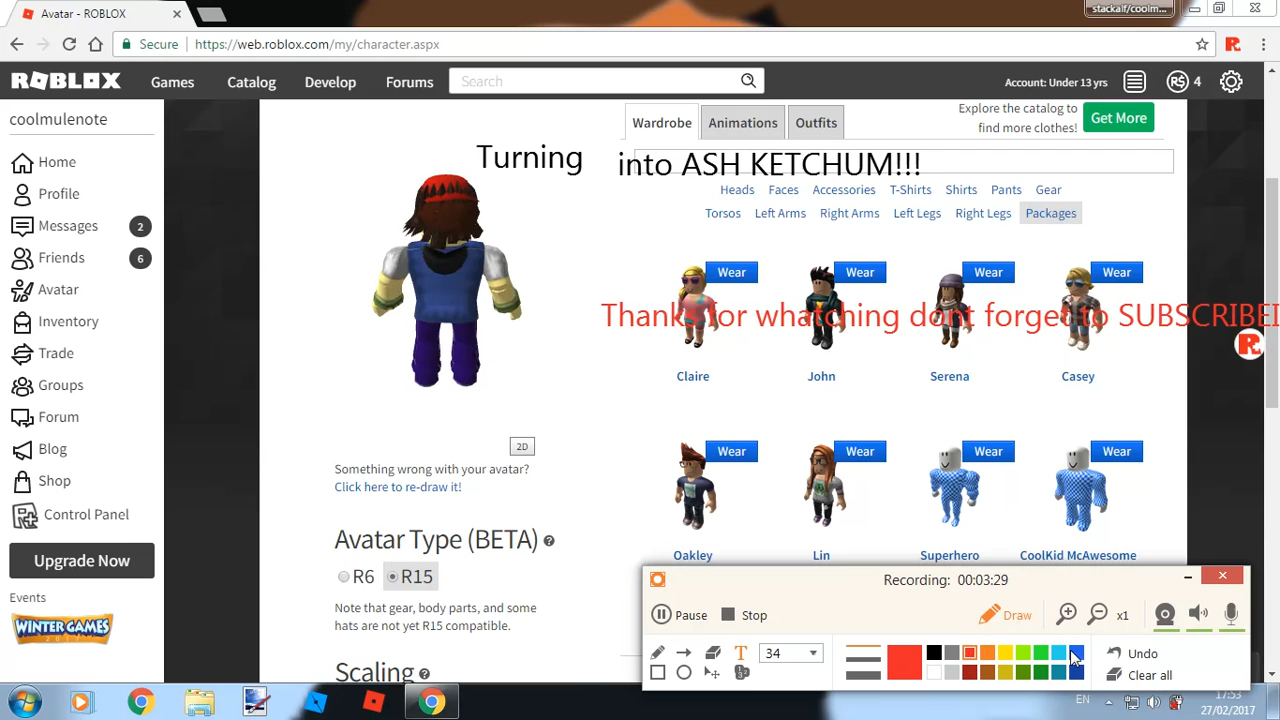 Avatar - ROBLOX
stackalf/coolm...
Secure https://web.roblox.com/my/character.aspx
ROBLOX Games Catalog Develop Forums Search Account: Under 13 yrs R$ 4
coolmulenote
Home
Profile
Messages 2
Friends 6
Avatar
Inventory
Trade
Groups
Forum
Blog
Shop
Control Panel
Upgrade Now
Events
WINTER GAMES
2017
Wardrobe Animations Outfits
Explore the catalog to
find more clothes!
Get More
Turning into ASH KETCHUM!!!
Heads Faces Accessories T-Shirts Shirts Pants Gear
Torsos Left Arms Right Arms Left Legs Right Legs Packages
Wear Wear Wear Wear
Thanks for whatching dont forget to SUBSCRIBE
Claire John Serena Casey
2D
Something wrong with your avatar?
Click here to re-draw it!
Wear Wear Wear Wear
Oakley Lin Superhero CoolKid McAwesome
Avatar Type (BETA) ?
R6 R15
Note that gear, body parts, and some
hats are not yet R15 compatible.
Scaling ?
Recording: 00:03:29
Pause Stop Draw x1
T 34 Undo
Clear all
17:53
27/02/2017